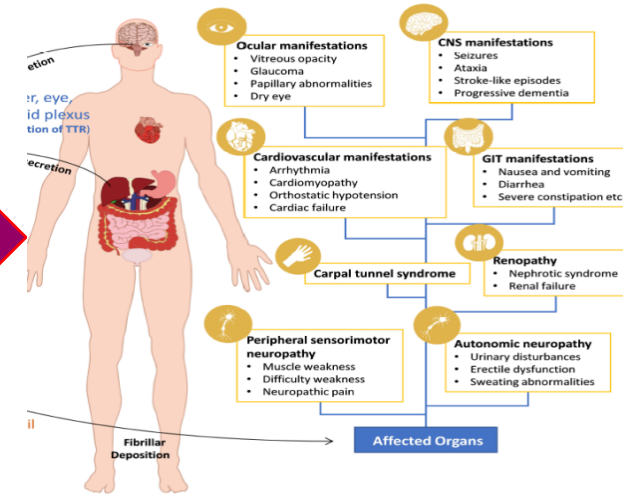 etion
er, eye,
id plexus
tion of TTR)
ecretion
il
Fibrillar
Deposition
Ocular manifestations
• Vitreous opacity
• Glaucoma
• Papillary abnormalities
• Dry eye
CNS manifestations
• Seizures
• Ataxia
• Stroke-like episodes
• Progressive dementia
Cardiovascular manifestations
• Arrhythmia
• Cardiomyopathy
• Orthostatic hypotension
• Cardiac failure
GIT manifestations
• Nausea and vomiting
• Diarrhea
• Severe constipation etc
Carpal tunnel syndrome
Renopathy
• Nephrotic syndrome
• Renal failure
Peripheral sensorimotor
neuropathy
• Muscle weakness
• Difficulty weakness
• Neuropathic pain
Autonomic neuropathy
• Urinary disturbances
• Erectile dysfunction
• Sweating abnormalities
Affected Organs